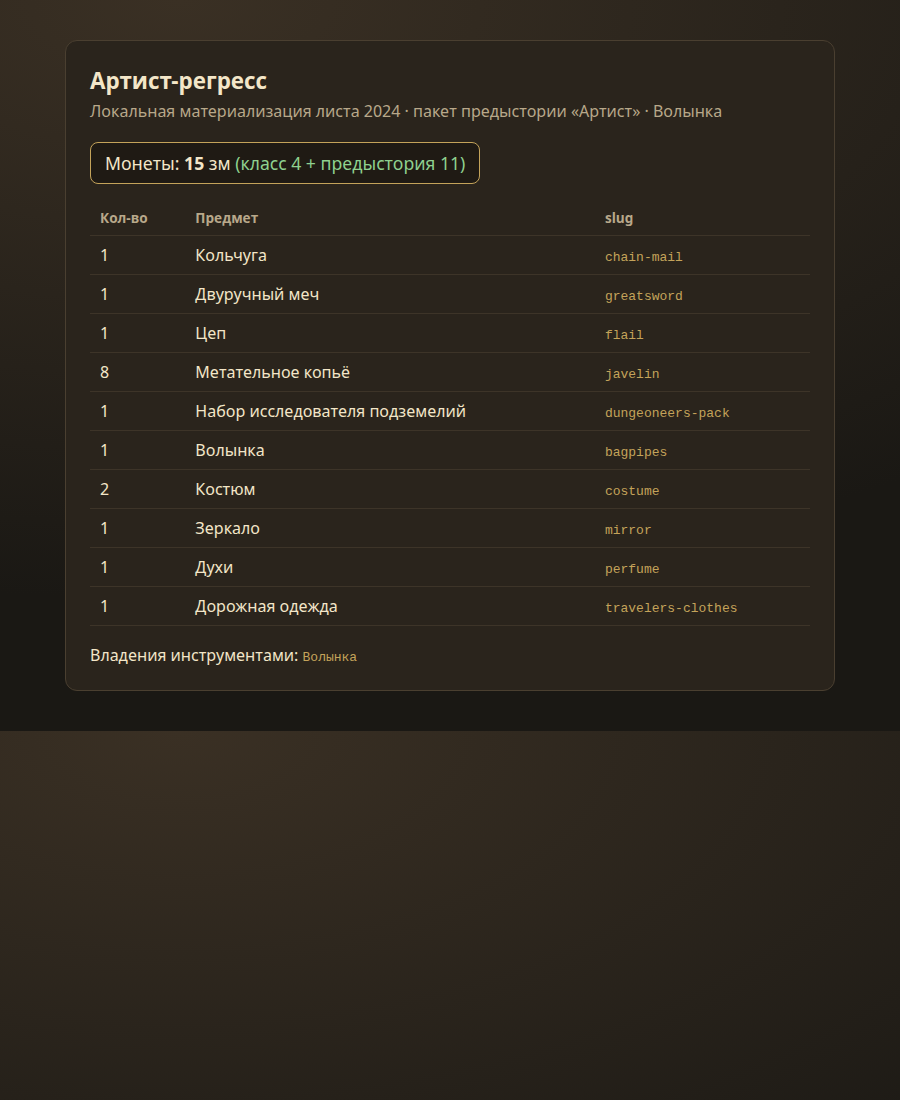 Артист-регресс
Локальная материализация листа 2024 · пакет предыстории «Артист» · Волынка
Монеты: 15 зм (класс 4 + предыстория 11)
Кол-во Предмет slug
1 Кольчуга chain-mail
1 Двуручный меч greatsword
1 Цеп flail
8 Метательное копьё javelin
1 Набор исследователя подземелий dungeoneers-pack
1 Волынка bagpipes
2 Костюм costume
1 Зеркало mirror
1 Духи perfume
1 Дорожная одежда travelers-clothes
Владения инструментами: Волынка